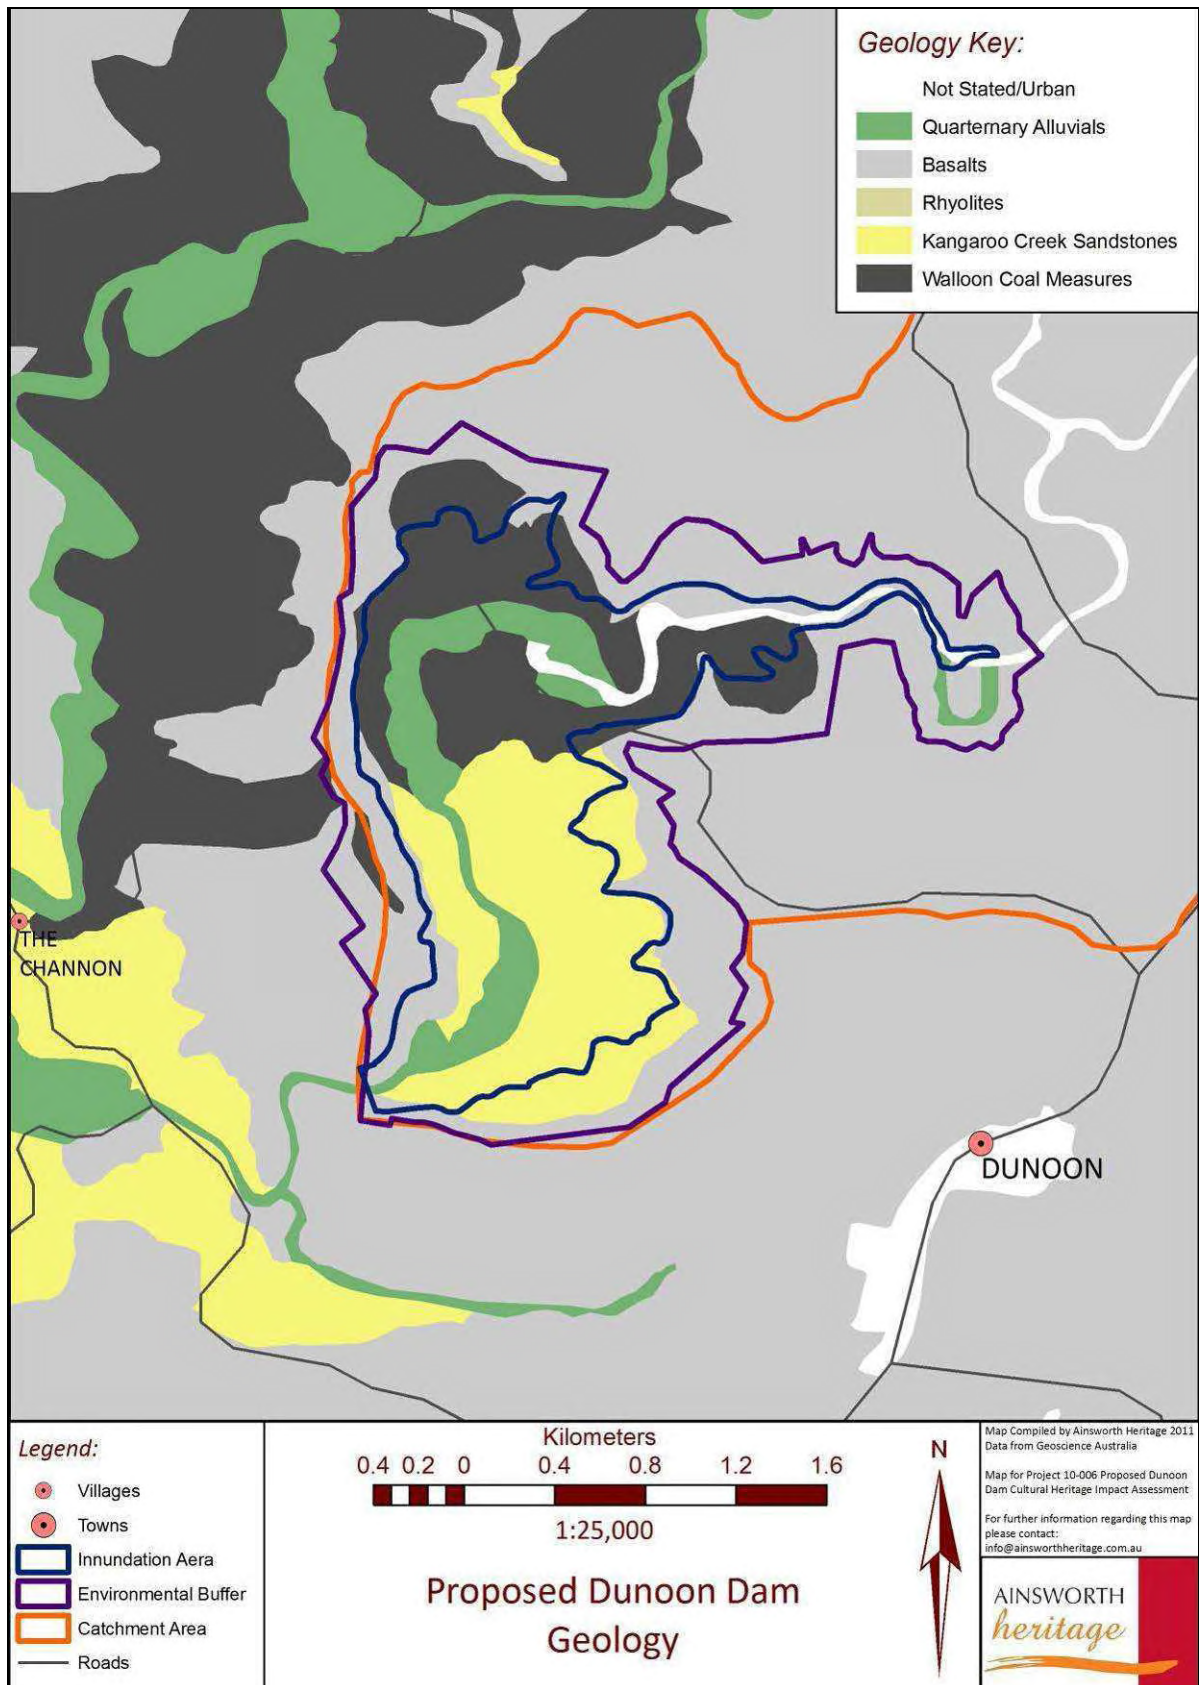 Geology Key:
Not Stated/Urban
Quarternary Alluvials
Basalts
Rhyolites
Kangaroo Creek Sandstones
Walloon Coal Measures
THE
CHANNON
DUNOON
Legend:
Villages
Towns
Innundation Aera
Environmental Buffer
Catchment Area
Roads
Kilometers
0.4 0.2 0 0.4 0.8 1.2 1.6
1:25,000
Proposed Dunoon Dam
Geology
N
Map Compiled by Ainsworth Heritage 2011
Data from Geoscience Australia
Map for Project 10-006 Proposed Dunoon
Dam Cultural Heritage Impact Assessment
For further information regarding this map
please contact:
info@ainsworthheritage.com.au
AINSWORTH
heritage